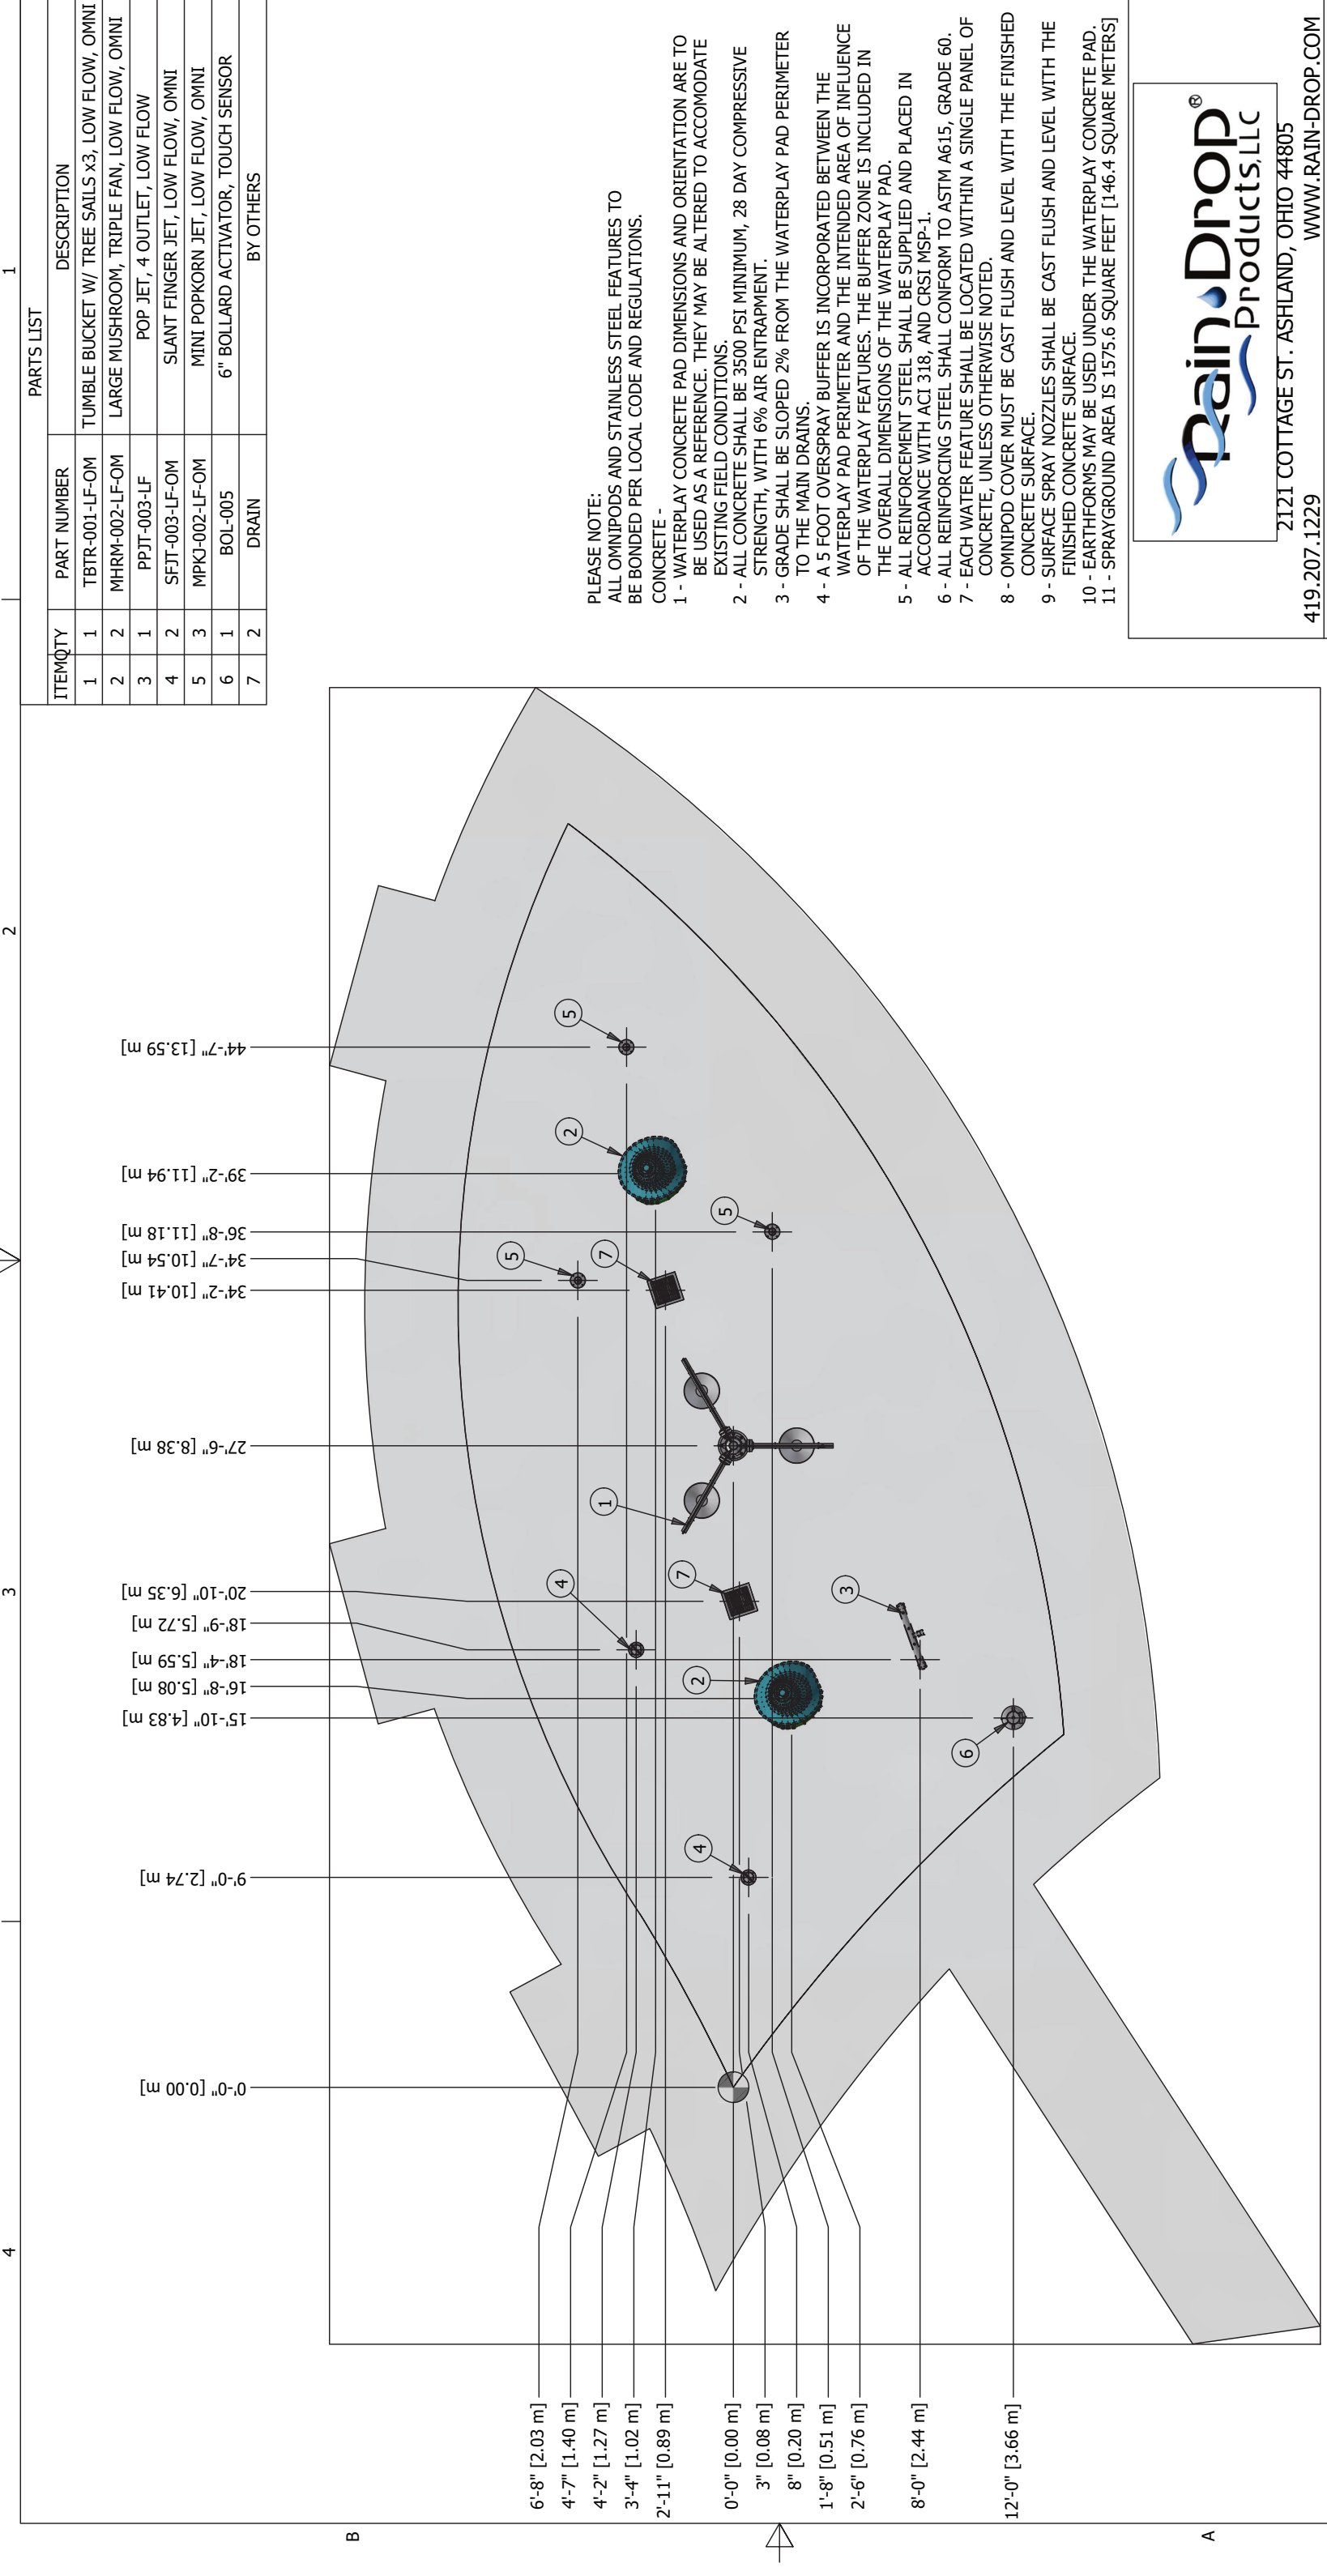 4
3
2
1
B
A
PARTS LIST
ITEM QTY PART NUMBER DESCRIPTION
1 1 TBTR-001-LF-OM TUMBLE BUCKET W/ TREE SAILS x3, LOW FLOW, OMNI
2 2 MHRM-002-LF-OM LARGE MUSHROOM, TRIPLE FAN, LOW FLOW, OMNI
3 1 PPJT-003-LF POP JET, 4 OUTLET, LOW FLOW
4 2 SFJT-003-LF-OM SLANT FINGER JET, LOW FLOW, OMNI
5 3 MPKJ-002-LF-OM MINI POPKORN JET, LOW FLOW, OMNI
6 1 BOL-005 6" BOLLARD ACTIVATOR, TOUCH SENSOR
7 2 DRAIN BY OTHERS
0'-0" [0.00 m]
9'-0" [2.74 m]
15'-10" [4.83 m]
16'-8" [5.08 m]
18'-4" [5.59 m]
18'-9" [5.72 m]
20'-10" [6.35 m]
27'-6" [8.38 m]
34'-2" [10.41 m]
34'-7" [10.54 m]
36'-8" [11.18 m]
39'-2" [11.94 m]
44'-7" [13.59 m]
6'-8" [2.03 m]
4'-7" [1.40 m]
4'-2" [1.27 m]
3'-4" [1.02 m]
2'-11" [0.89 m]
0'-0" [0.00 m]
3" [0.08 m]
8" [0.20 m]
1'-8" [0.51 m]
2'-6" [0.76 m]
8'-0" [2.44 m]
12'-0" [3.66 m]
5
2
5
7
5
1
4
7
2
3
4
6
PLEASE NOTE:
ALL OMNIPODS AND STAINLESS STEEL FEATURES TO
BE BONDED PER LOCAL CODE AND REGULATIONS.
CONCRETE -
1 - WATERPLAY CONCRETE PAD DIMENSIONS AND ORIENTATION ARE TO
BE USED AS A REFERENCE. THEY MAY BE ALTERED TO ACCOMODATE
EXISTING FIELD CONDITIONS.
2 - ALL CONCRETE SHALL BE 3500 PSI MINIMUM, 28 DAY COMPRESSIVE
STRENGTH, WITH 6% AIR ENTRAPMENT.
3 - GRADE SHALL BE SLOPED 2% FROM THE WATERPLAY PAD PERIMETER
TO THE MAIN DRAINS.
4 - A 5 FOOT OVERSPRAY BUFFER IS INCORPORATED BETWEEN THE
WATERPLAY PAD PERIMETER AND THE INTENDED AREA OF INFLUENCE
OF THE WATERPLAY FEATURES. THE BUFFER ZONE IS INCLUDED IN
THE OVERALL DIMENSIONS OF THE WATERPLAY PAD.
5 - ALL REINFORCEMENT STEEL SHALL BE SUPPLIED AND PLACED IN
ACCORDANCE WITH ACI 318, AND CRSI MSP-1.
6 - ALL REINFORCING STEEL SHALL CONFORM TO ASTM A615, GRADE 60.
7 - EACH WATER FEATURE SHALL BE LOCATED WITHIN A SINGLE PANEL OF
CONCRETE, UNLESS OTHERWISE NOTED.
8 - OMNIPOD COVER MUST BE CAST FLUSH AND LEVEL WITH THE FINISHED
CONCRETE SURFACE.
9 - SURFACE SPRAY NOZZLES SHALL BE CAST FLUSH AND LEVEL WITH THE
FINISHED CONCRETE SURFACE.
10 - EARTHFORMS MAY BE USED UNDER THE WATERPLAY CONCRETE PAD.
11 - SPRAYGROUND AREA IS 1575.6 SQUARE FEET [146.4 SQUARE METERS]
Rain Drop®
Products,LLC
2121 COTTAGE ST. ASHLAND, OHIO 44805
419.207.1229 WWW.RAIN-DROP.COM